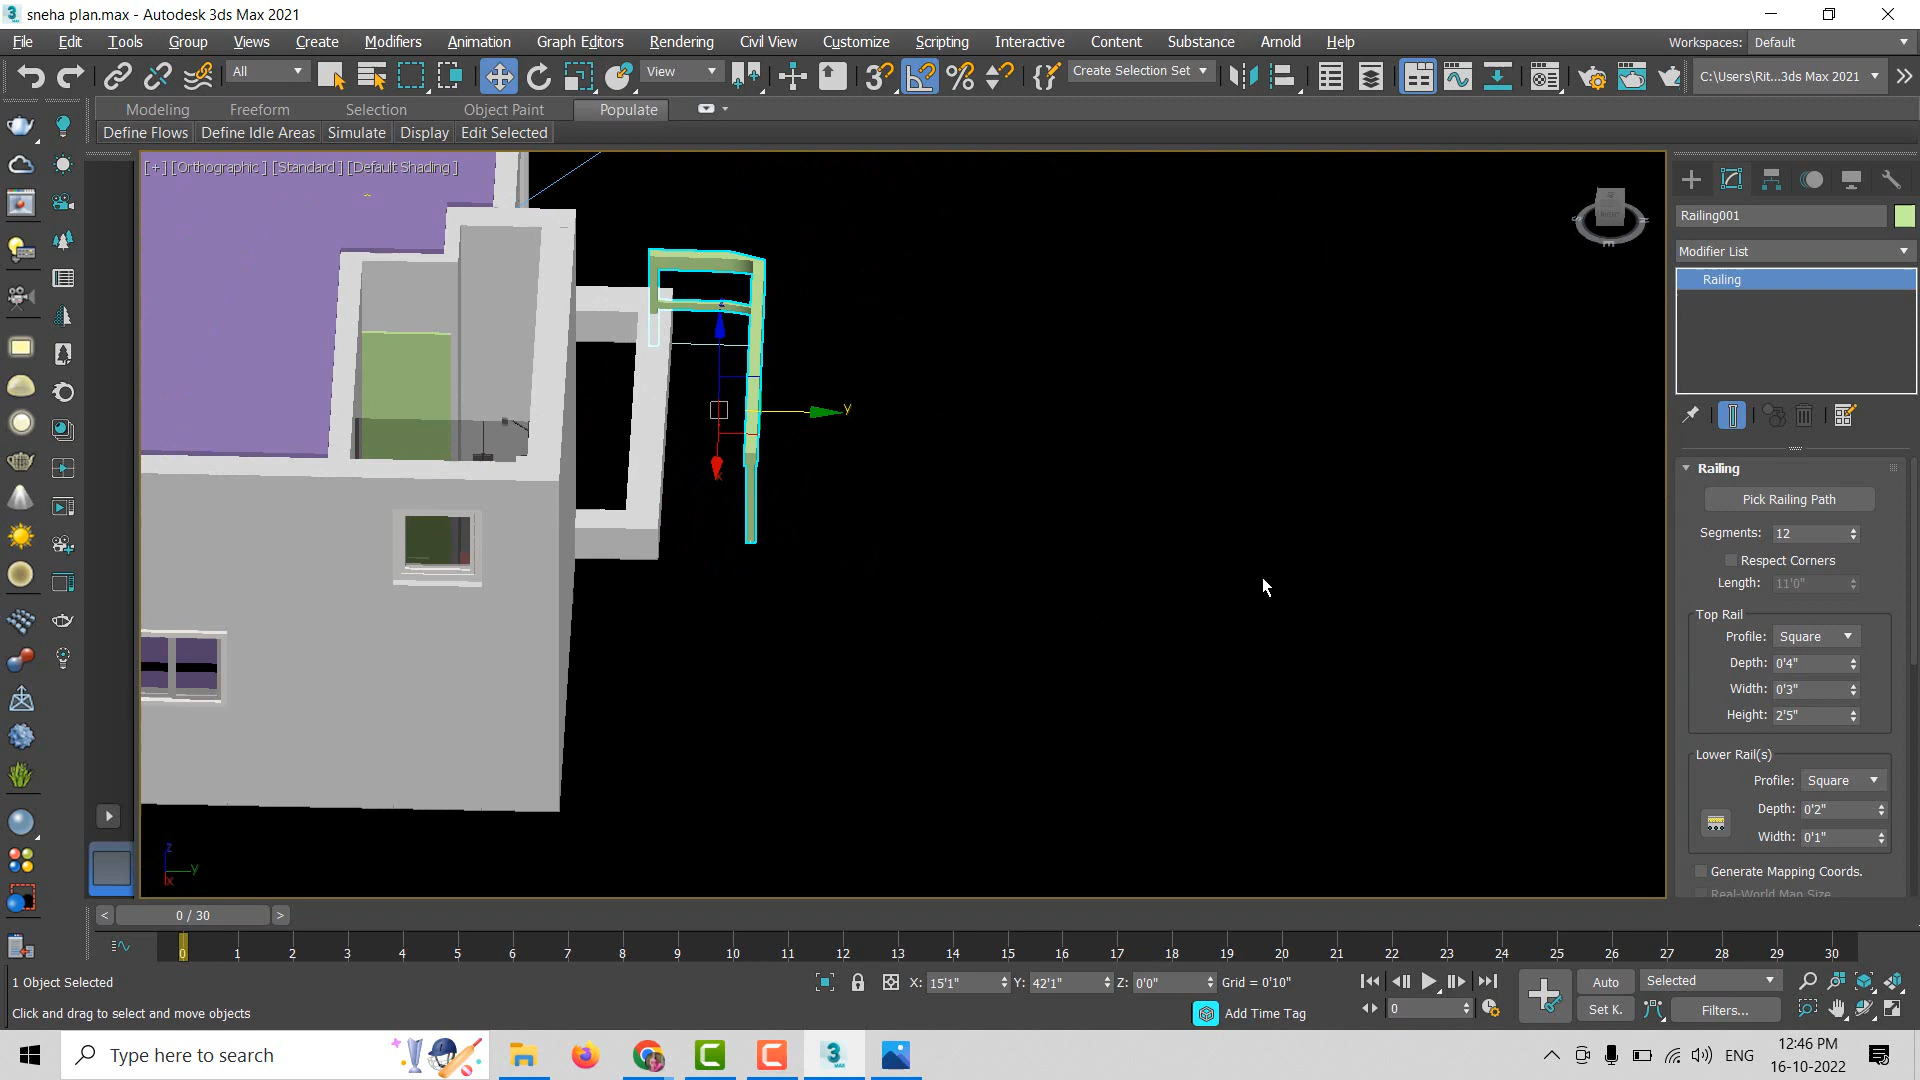 sneha plan.max - Autodesk 3ds Max 2021
File Edit Tools Group Views Create Modifiers Animation Graph Editors Rendering Civil View Customize Scripting Interactive Content Substance Arnold Help Workspaces: Default
All View Create Selection Set C:\Users\Rit...3ds Max 2021
Modeling Freeform Selection Object Paint Populate
Define Flows Define Idle Areas Simulate Display Edit Selected
[+] [Orthographic ] [Standard ] [Default Shading ]
Railing001
Modifier List
Railing
y
x
Railing
Pick Railing Path
Segments: 12
Respect Corners
Length: 11'0"
Top Rail
Profile: Square
Depth: 0'4"
Width: 0'3"
Height: 2'5"
Lower Rail(s)
Profile: Square
Depth: 0'2"
Width: 0'1"
Generate Mapping Coords.
Real-World Map Size
z
y
x
< 0 / 30 >
0 1 2 3 4 5 6 7 8 9 10 11 12 13 14 15 16 17 18 19 20 21 22 23 24 25 26 27 28 29 30
1 Object Selected X: 15'1" Y: 42'1" Z: 0'0" Grid = 0'10" Auto Selected
Click and drag to select and move objects Add Time Tag 0 Set K. Filters...
Type here to search
ENG
12:46 PM
16-10-2022